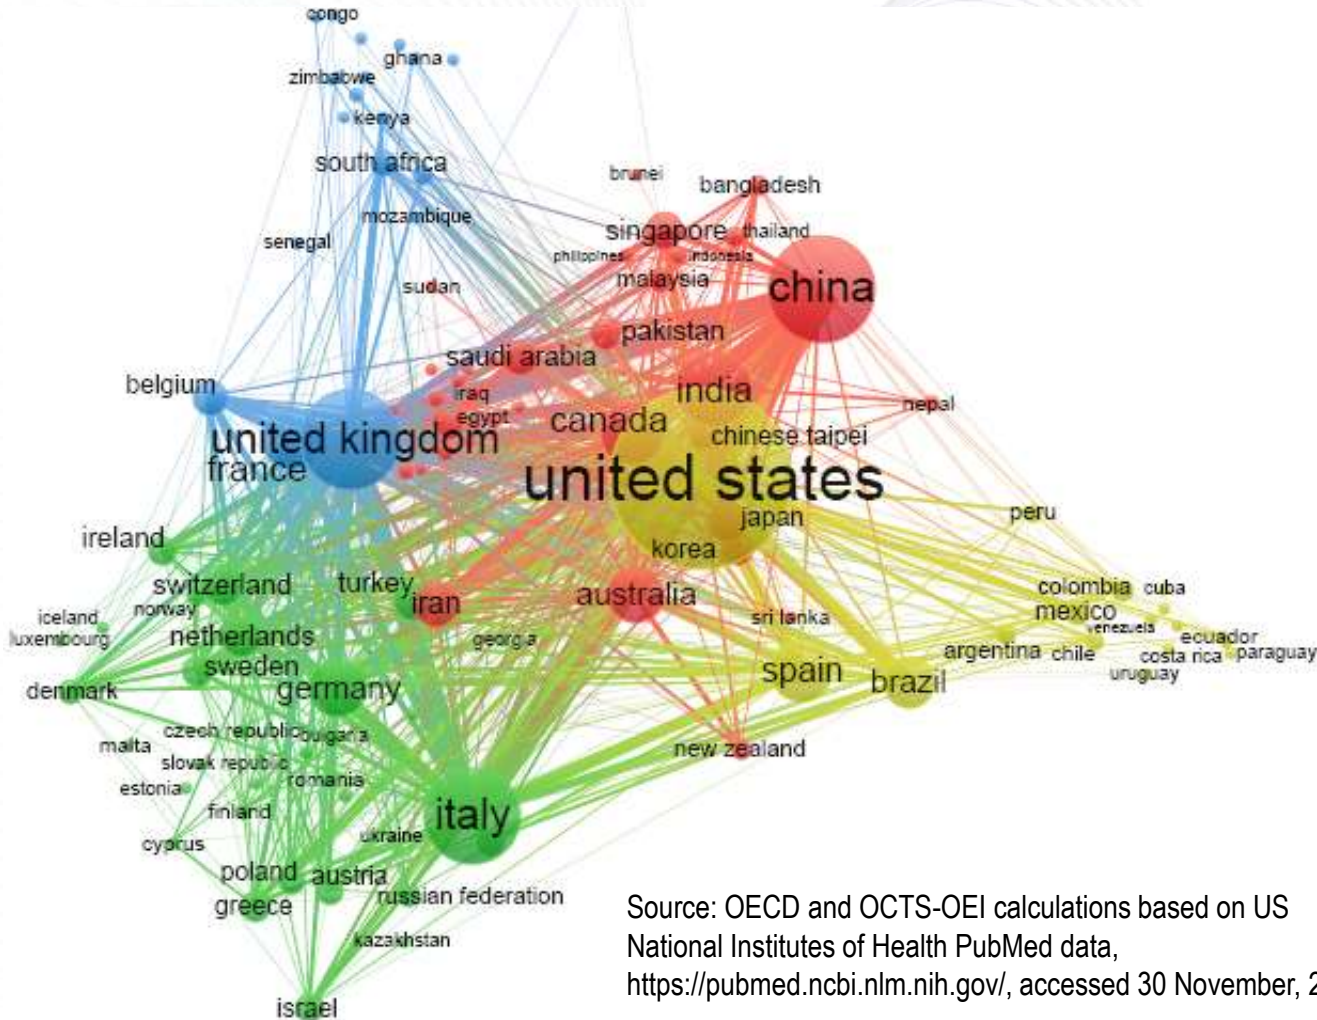 congo
ghana
zimbabwe
kenya
south africa
brunei
bangladesh
mozambique
singapore
thailand
senegal
philippines
indonesia
malaysia
sudan
china
pakistan
saudi arabia
belgium
iraq
india
nepal
egypt
canada
united kingdom
chinese taipei
france
united states
japan
peru
ireland
korea
switzerland
turkey
iran
australia
colombia
cuba
norway
iceland
mexico
sri lanka
luxembourg
netherlands
georgia
venezuela
ecuador
sweden
argentina
chile
costa rica
paraguay
spain
uruguay
denmark
germany
brazil
czech republic
bulgaria
malta
new zealand
slovak republic
romania
estonia
finland
italy
cyprus
ukraine
poland
austria
russian federation
greece
kazakhstan
israel
Source: OECD and OCTS-OEI calculations based on US
National Institutes of Health PubMed data,
https://pubmed.ncbi.nlm.nih.gov/, accessed 30 November, 2